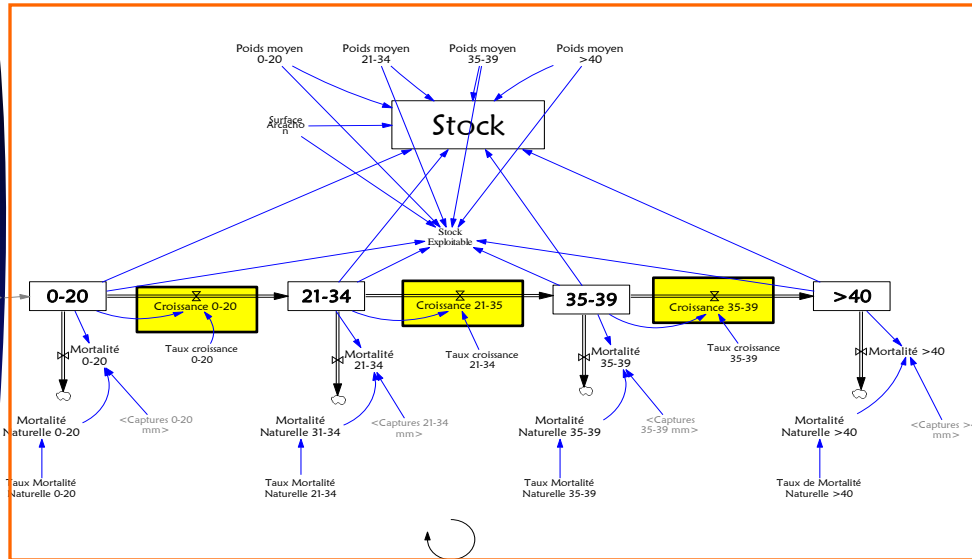 Poids moyen
0-20
Poids moyen
21-34
Poids moyen
35-39
Poids moyen
>40
Surface
Arcacho
n
Stock
Stock
Exploitable
0-20
Croissance 0-20
21-34
Croissance 21-35
35-39
Croissance 35-39
>40
Mortalité
0-20
Taux croissance
0-20
Mortalité
21-34
Taux croissance
21-34
Mortalité
35-39
Taux croissance
35-39
Mortalité >40
Mortalité
Naturelle 0-20
<Captures 0-20
mm>
Mortalité
Naturelle 31-34
<Captures 21-34
mm>
Mortalité
Naturelle 35-39
<Captures
35-39 mm>
Mortalité
Naturelle >40
<Captures >4
mm>
Taux Mortalité
Naturelle 0-20
Taux Mortalité
Naturelle 21-34
Taux Mortalité
Naturelle 35-39
Taux de Mortalité
Naturelle >40